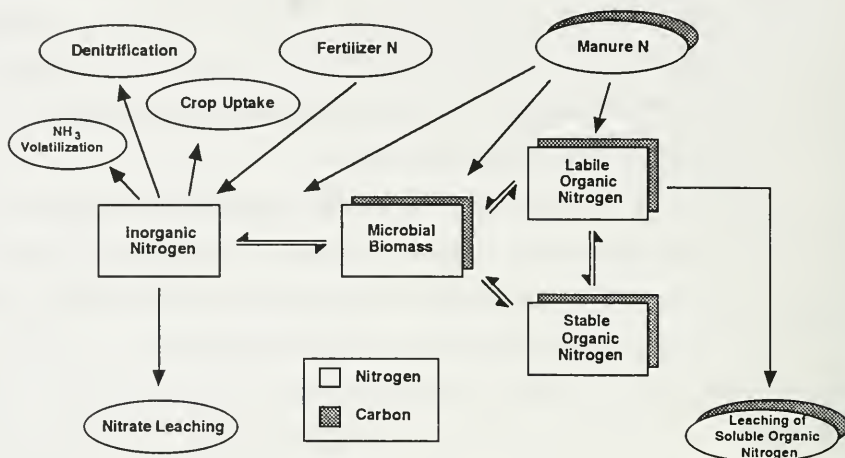 Denitrification
Fertilizer N
Manure N
Crop Uptake
NH3
Volatilization
Labile
Organic
Nitrogen
Inorganic
Nitrogen
Microbial
Biomass
Stable
Organic
Nitrogen
Nitrogen
Carbon
Nitrate Leaching
Leaching of
Soluble Organic
Nitrogen